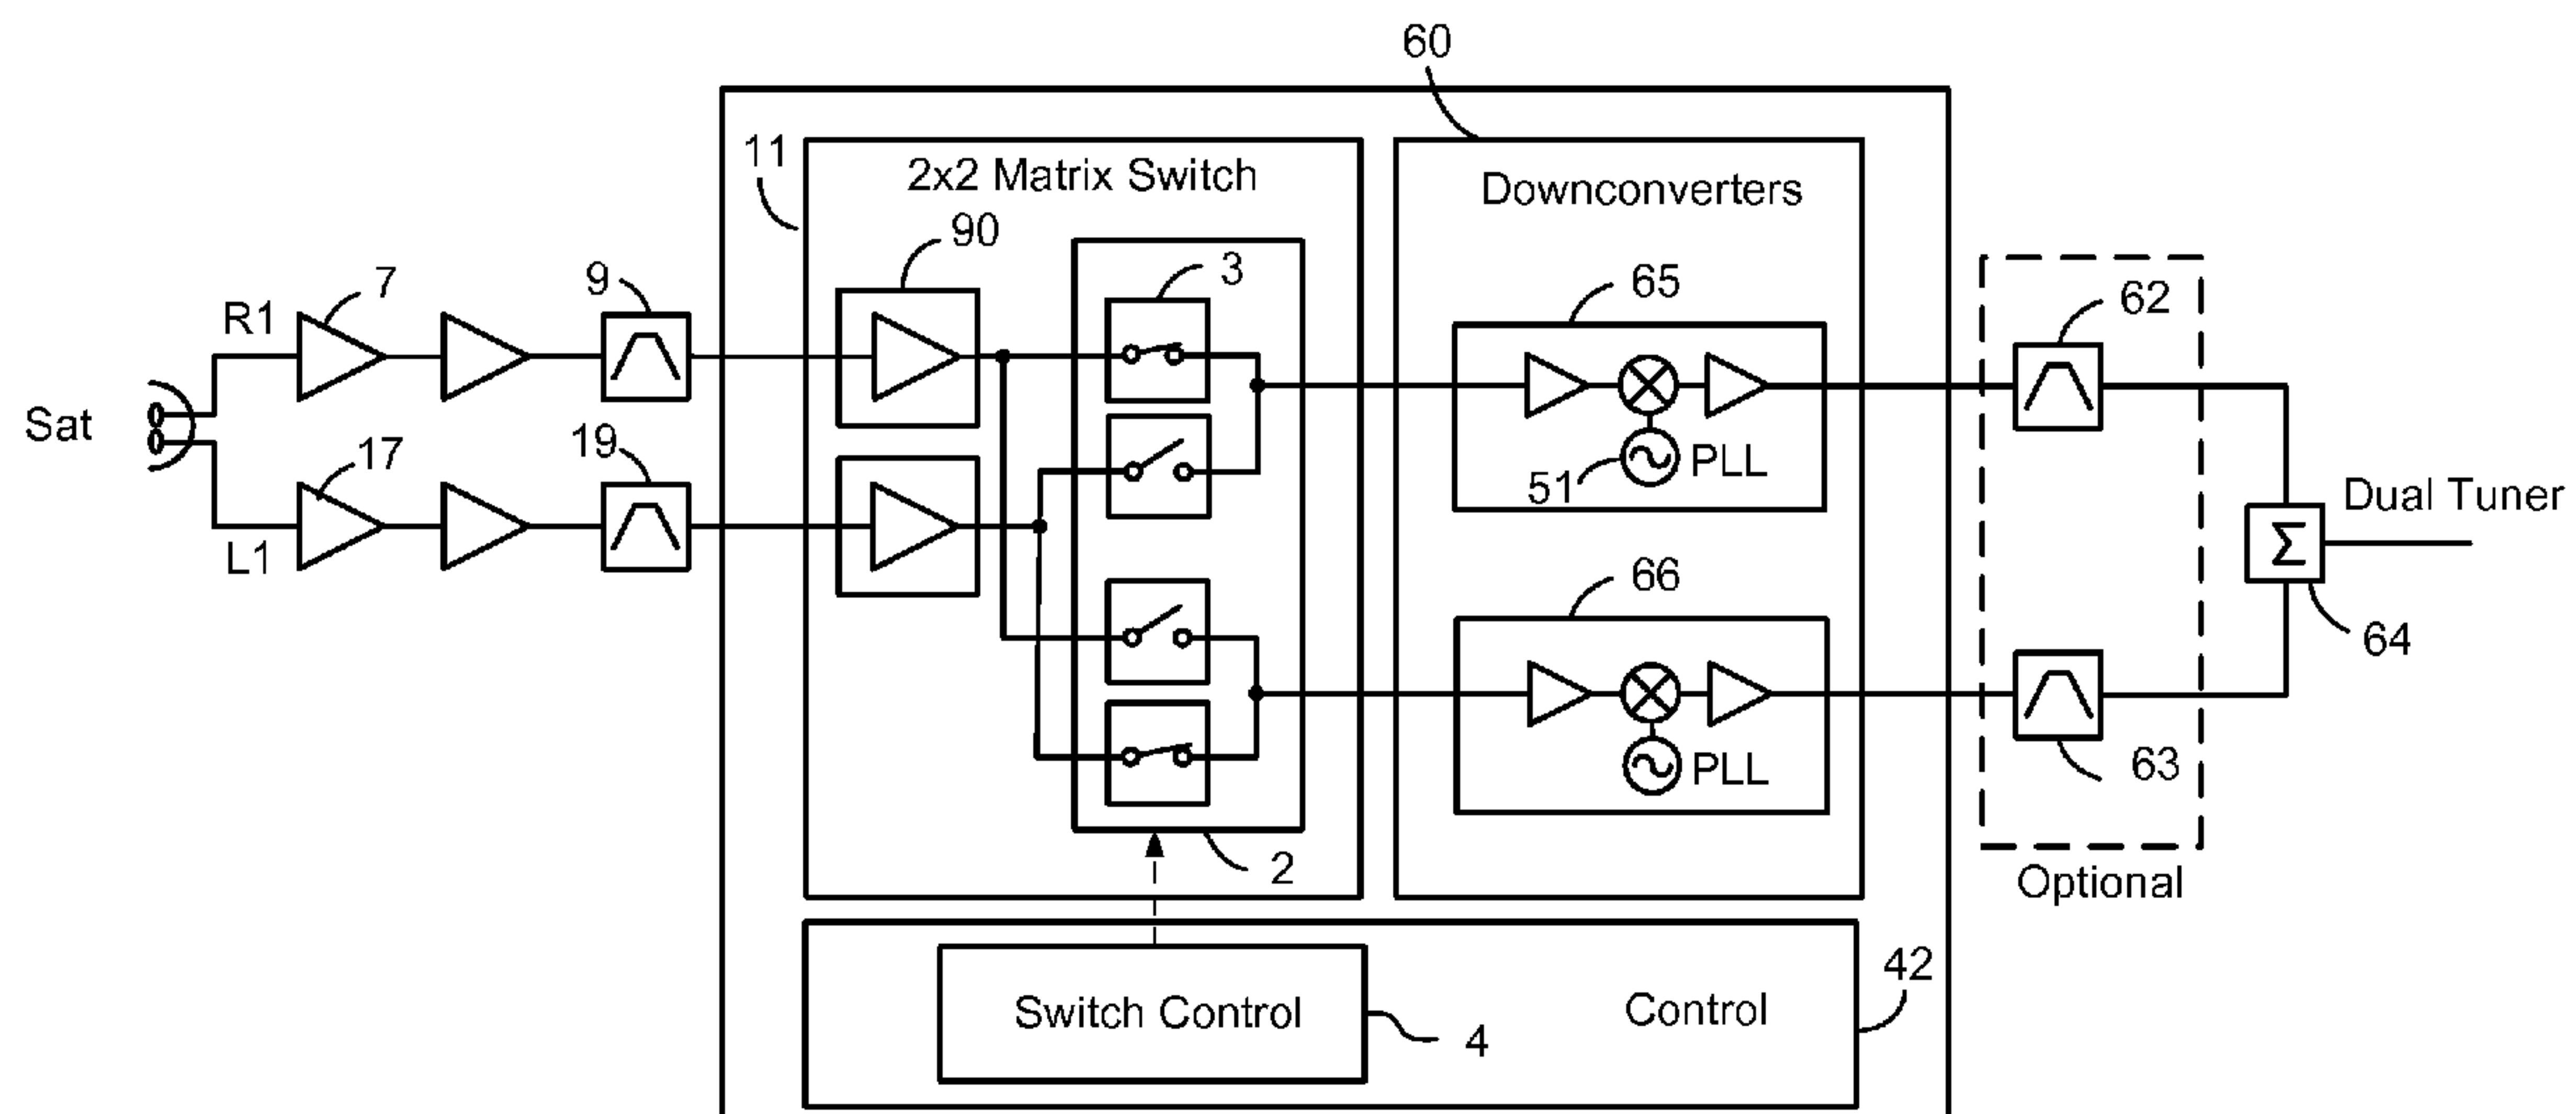 60
11
2x2 Matrix Switch
Downconverters
90
3
7
9
R1
65
62
Sat
17
19
51
PLL
Dual Tuner
Σ
L1
66
64
PLL
63
2
Optional
Switch Control
4
Control
42